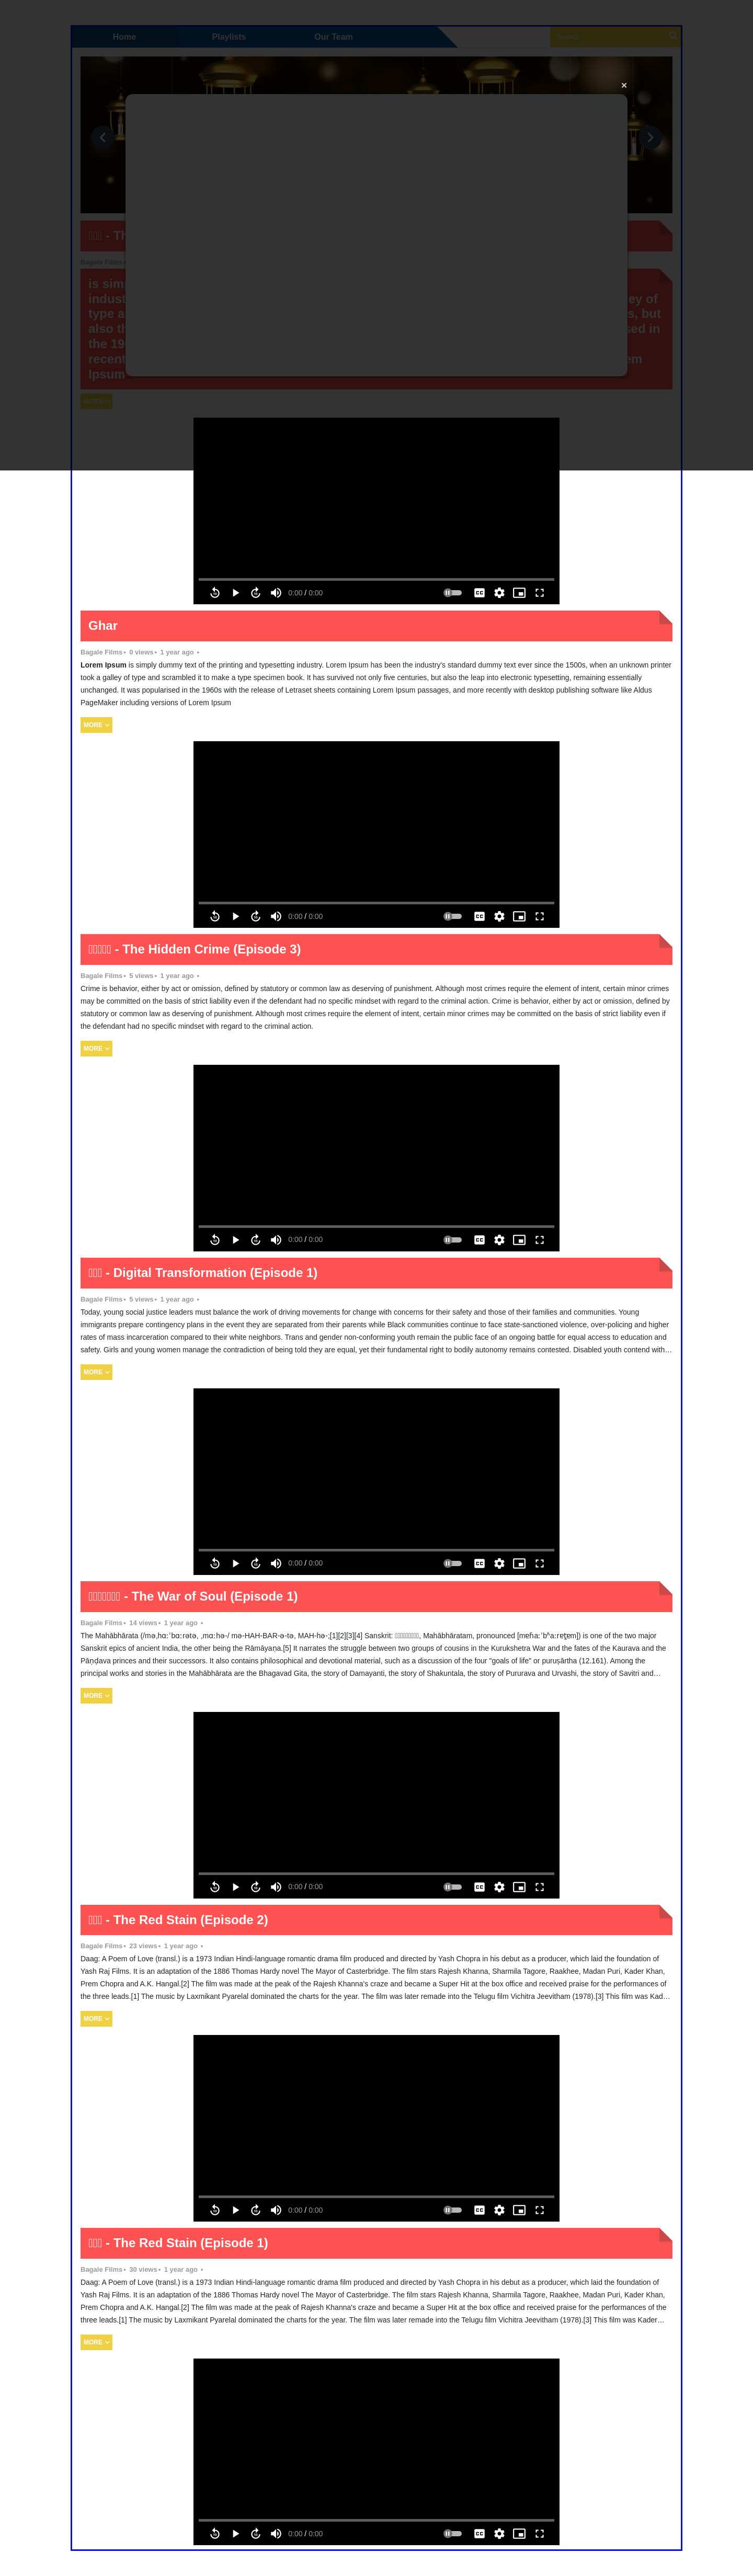 Home Playlists Our Team
×
- Th
Bagale Films•
is sim
indust ey of
type a s, but
also th sed in
the 19
recent em
Ipsum
MORE
0:00 / 0:00
Ghar
Bagale Films• 0 views• 1 year ago •
Lorem Ipsum is simply dummy text of the printing and typesetting industry. Lorem Ipsum has been the industry's standard dummy text ever since the 1500s, when an unknown printer
took a galley of type and scrambled it to make a type specimen book. It has survived not only five centuries, but also the leap into electronic typesetting, remaining essentially
unchanged. It was popularised in the 1960s with the release of Letraset sheets containing Lorem Ipsum passages, and more recently with desktop publishing software like Aldus
PageMaker including versions of Lorem Ipsum
MORE
0:00 / 0:00
- The Hidden Crime (Episode 3)
Bagale Films• 5 views• 1 year ago •
Crime is behavior, either by act or omission, defined by statutory or common law as deserving of punishment. Although most crimes require the element of intent, certain minor crimes
may be committed on the basis of strict liability even if the defendant had no specific mindset with regard to the criminal action. Crime is behavior, either by act or omission, defined by
statutory or common law as deserving of punishment. Although most crimes require the element of intent, certain minor crimes may be committed on the basis of strict liability even if
the defendant had no specific mindset with regard to the criminal action.
MORE
0:00 / 0:00
- Digital Transformation (Episode 1)
Bagale Films• 5 views• 1 year ago •
Today, young social justice leaders must balance the work of driving movements for change with concerns for their safety and those of their families and communities. Young
immigrants prepare contingency plans in the event they are separated from their parents while Black communities continue to face state-sanctioned violence, over-policing and higher
rates of mass incarceration compared to their white neighbors. Trans and gender non-conforming youth remain the public face of an ongoing battle for equal access to education and
safety. Girls and young women manage the contradiction of being told they are equal, yet their fundamental right to bodily autonomy remains contested. Disabled youth contend with…
MORE
0:00 / 0:00
- The War of Soul (Episode 1)
Bagale Films• 14 views• 1 year ago •
The Mahābhārata (/məˌhɑːˈbɑːrətə, ˌmɑːhə-/ mə-HAH-BAR-ə-tə, MAH-hə-;[1][2][3][4] Sanskrit: , Mahābhāratam, pronounced [mɐɦaːˈbʱaːrɐt̪ɐm]) is one of the two major
Sanskrit epics of ancient India, the other being the Rāmāyaṇa.[5] It narrates the struggle between two groups of cousins in the Kurukshetra War and the fates of the Kaurava and the
Pāṇḍava princes and their successors. It also contains philosophical and devotional material, such as a discussion of the four "goals of life" or puruṣārtha (12.161). Among the
principal works and stories in the Mahābhārata are the Bhagavad Gita, the story of Damayanti, the story of Shakuntala, the story of Pururava and Urvashi, the story of Savitri and…
MORE
0:00 / 0:00
- The Red Stain (Episode 2)
Bagale Films• 23 views• 1 year ago •
Daag: A Poem of Love (transl.) is a 1973 Indian Hindi-language romantic drama film produced and directed by Yash Chopra in his debut as a producer, which laid the foundation of
Yash Raj Films. It is an adaptation of the 1886 Thomas Hardy novel The Mayor of Casterbridge. The film stars Rajesh Khanna, Sharmila Tagore, Raakhee, Madan Puri, Kader Khan,
Prem Chopra and A.K. Hangal.[2] The film was made at the peak of the Rajesh Khanna's craze and became a Super Hit at the box office and received praise for the performances of
the three leads.[1] The music by Laxmikant Pyarelal dominated the charts for the year. The film was later remade into the Telugu film Vichitra Jeevitham (1978).[3] This film was Kad…
MORE
0:00 / 0:00
- The Red Stain (Episode 1)
Bagale Films• 30 views• 1 year ago •
Daag: A Poem of Love (transl.) is a 1973 Indian Hindi-language romantic drama film produced and directed by Yash Chopra in his debut as a producer, which laid the foundation of
Yash Raj Films. It is an adaptation of the 1886 Thomas Hardy novel The Mayor of Casterbridge. The film stars Rajesh Khanna, Sharmila Tagore, Raakhee, Madan Puri, Kader Khan,
Prem Chopra and A.K. Hangal.[2] The film was made at the peak of Rajesh Khanna's craze and became a Super Hit at the box office and received praise for the performances of the
three leads.[1] The music by Laxmikant Pyarelal dominated the charts for the year. The film was later remade into the Telugu film Vichitra Jeevitham (1978).[3] This film was Kader…
MORE
0:00 / 0:00